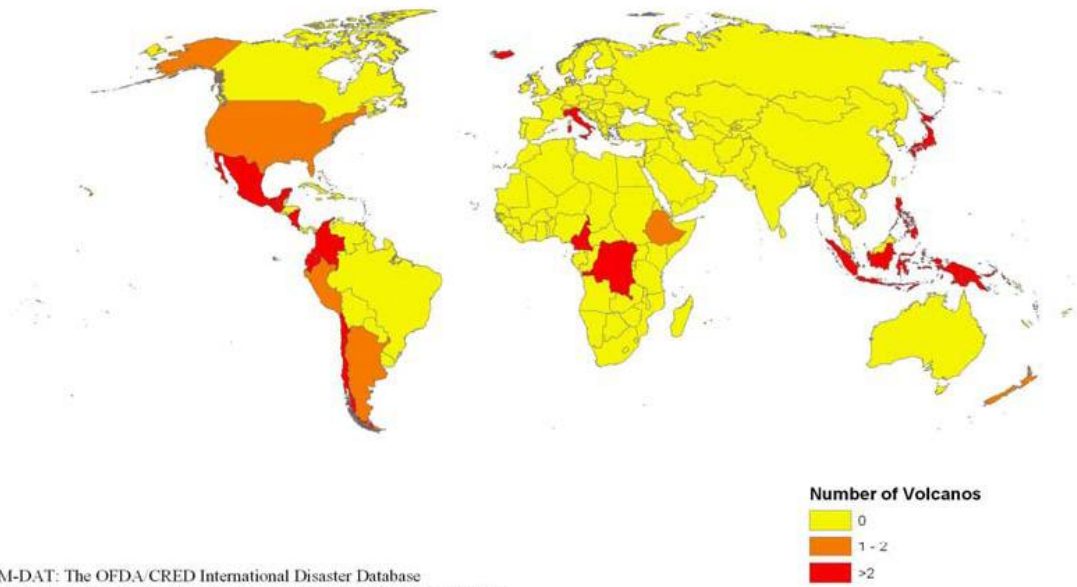 Number of Volcanos
0
1 - 2
>2
M-DAT: The OFDA/CRED International Disaster Database